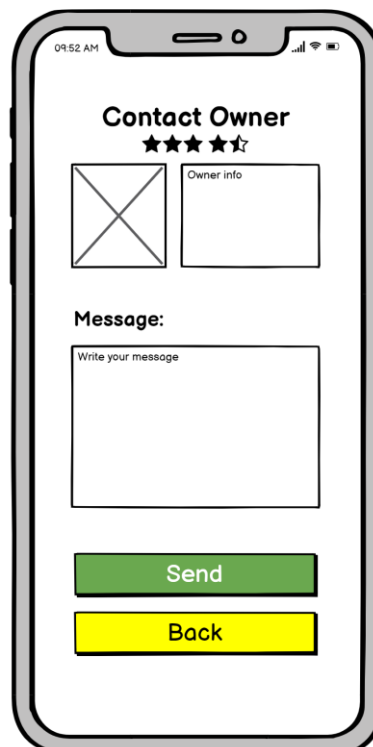 09:52 AM
Contact Owner
Owner info
Message:
Write your message
Send
Back